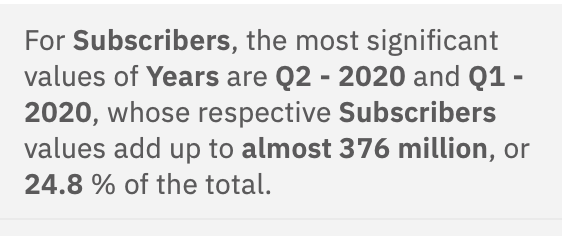 For Subscribers, the most significant
values of Years are Q2 - 2020 and Q1 -
2020, whose respective Subscribers
values add up to almost 376 million, or
24.8 % of the total.